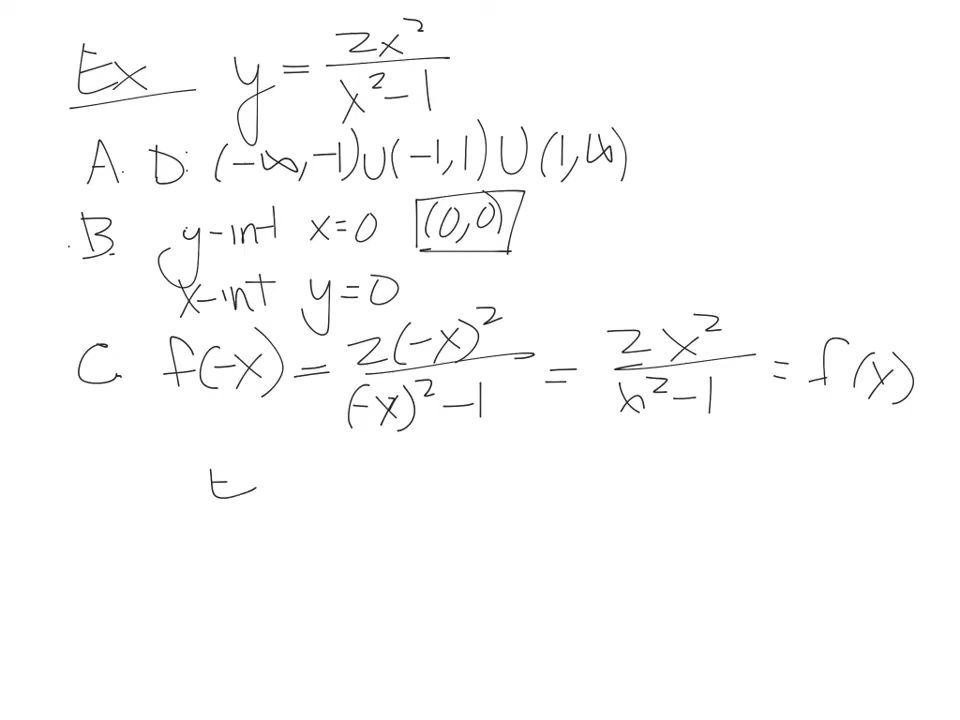 Ex y = 2x²/(x²-1)
A. D: (-∞,-1)∪(-1,1)∪(1,∞)
B. y-int x=0 (0,0)
x-int y=0
C. f(-x) = 2(-x)²/((-x)²-1) = 2x²/(x²-1) = f(x)